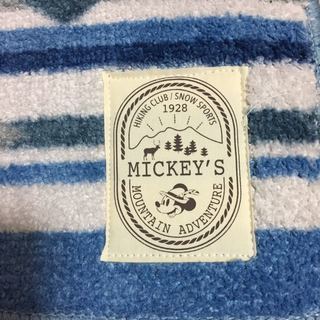 HIKING CLUB / SNOW SPORTS
1928
MICKEY'S
MOUNTAIN ADVENTURE